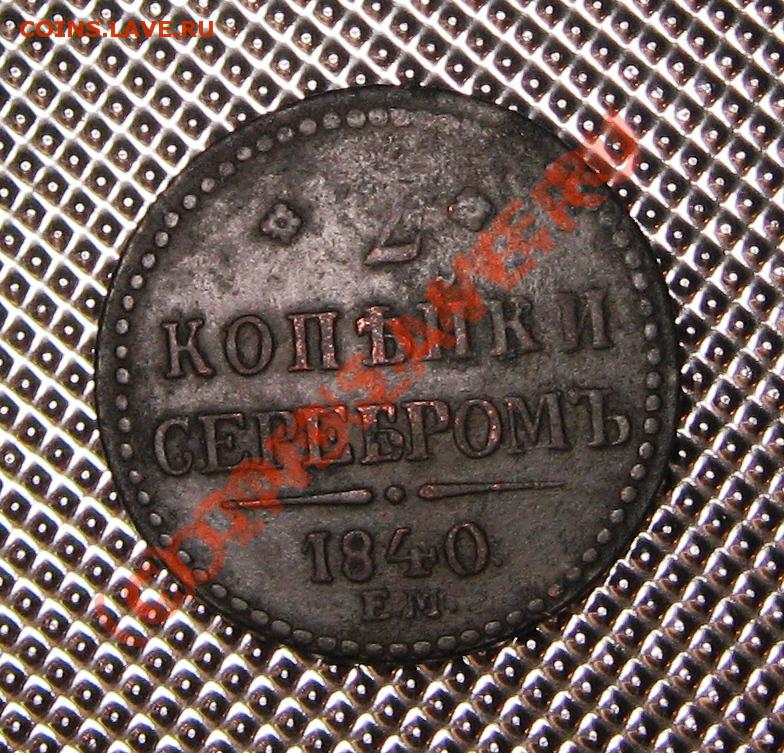 COINS.LAVE.RU
2
КОПѢЙКИ
СЕРЕБРОМЪ
1840.
Е.М.